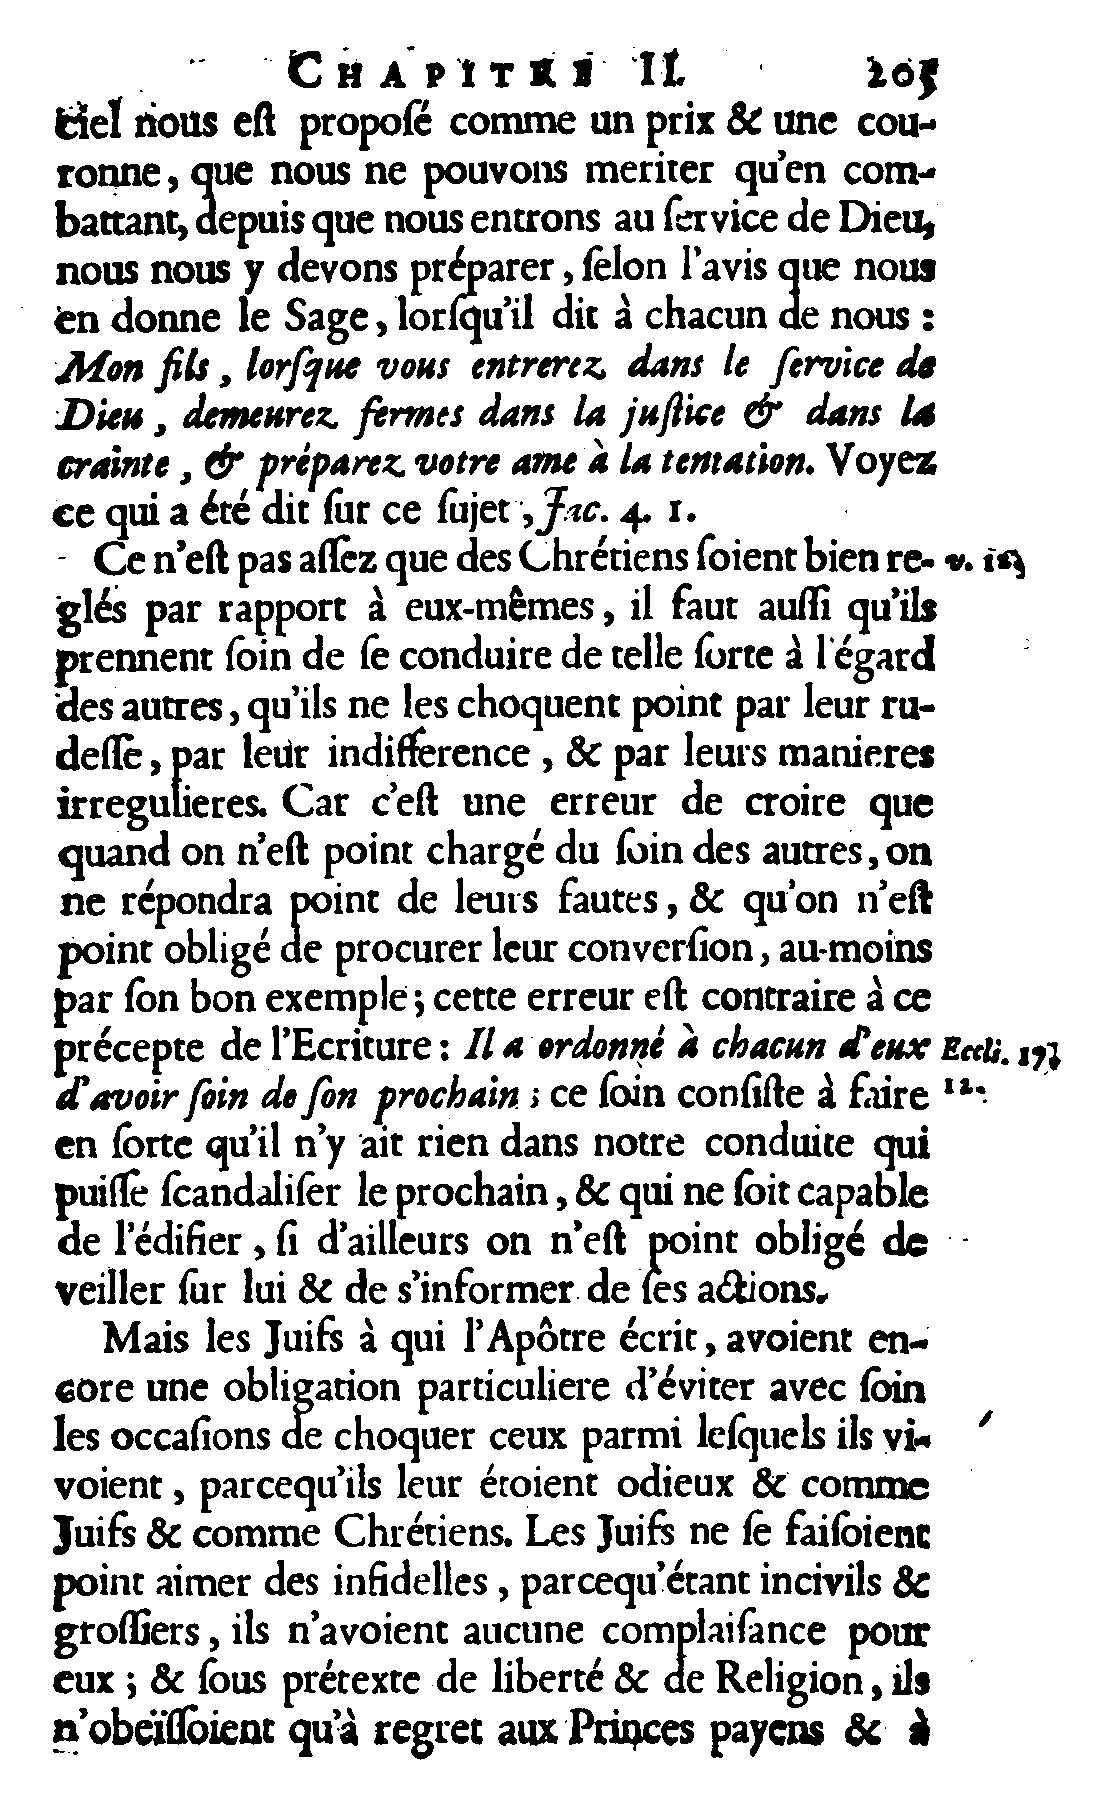 CHAPITRE II. 205
ciel nous est proposé comme un prix & une cou-
ronne, que nous ne pouvons meriter qu'en com-
battant, depuis que nous entrons au ſervice de Dieu,
nous nous y devons préparer, ſelon l'avis que nous
en donne le Sage, lorſqu'il dit à chacun de nous :
Mon fils, lorſque vous entrerez dans le ſervice de
Dieu, demeurez fermes dans la juſtice & dans la
crainte, & préparez votre ame à la tentation. Voyez
ce qui a été dit ſur ce ſujet, Jac. 4. 1.
Ce n'eſt pas aſſez que des Chrétiens ſoient bien re- v. 12.
glés par rapport à eux-mêmes, il faut auſſi qu'ils
prennent ſoin de ſe conduire de telle ſorte à l'égard
des autres, qu'ils ne les choquent point par leur ru-
deſſe, par leur indifference, & par leurs manieres
irregulieres. Car c'eſt une erreur de croire que
quand on n'eſt point chargé du ſoin des autres, on
ne répondra point de leurs fautes, & qu'on n'eſt
point obligé de procurer leur converſion, au-moins
par ſon bon exemple ; cette erreur eſt contraire à ce
précepte de l'Ecriture : Il a ordonné à chacun d'eux Eccli. 17.
d'avoir ſoin de ſon prochain ; ce ſoin conſiſte à faire 12.
en ſorte qu'il n'y ait rien dans notre conduite qui
puiſſe ſcandaliſer le prochain, & qui ne ſoit capable
de l'édifier, ſi d'ailleurs on n'eſt point obligé de
veiller ſur lui & de s'informer de ſes actions.
Mais les Juifs à qui l'Apôtre écrit, avoient en-
core une obligation particuliere d'éviter avec ſoin
les occaſions de choquer ceux parmi leſquels ils vi-
voient, parcequ'ils leur étoient odieux & comme
Juifs & comme Chrétiens. Les Juifs ne ſe faiſoient
point aimer des infidelles, parcequ'étant incivils &
groſſiers, ils n'avoient aucune complaiſance pour
eux ; & ſous prétexte de liberté & de Religion, ils
n'obeïſſoient qu'à regret aux Princes payens & à